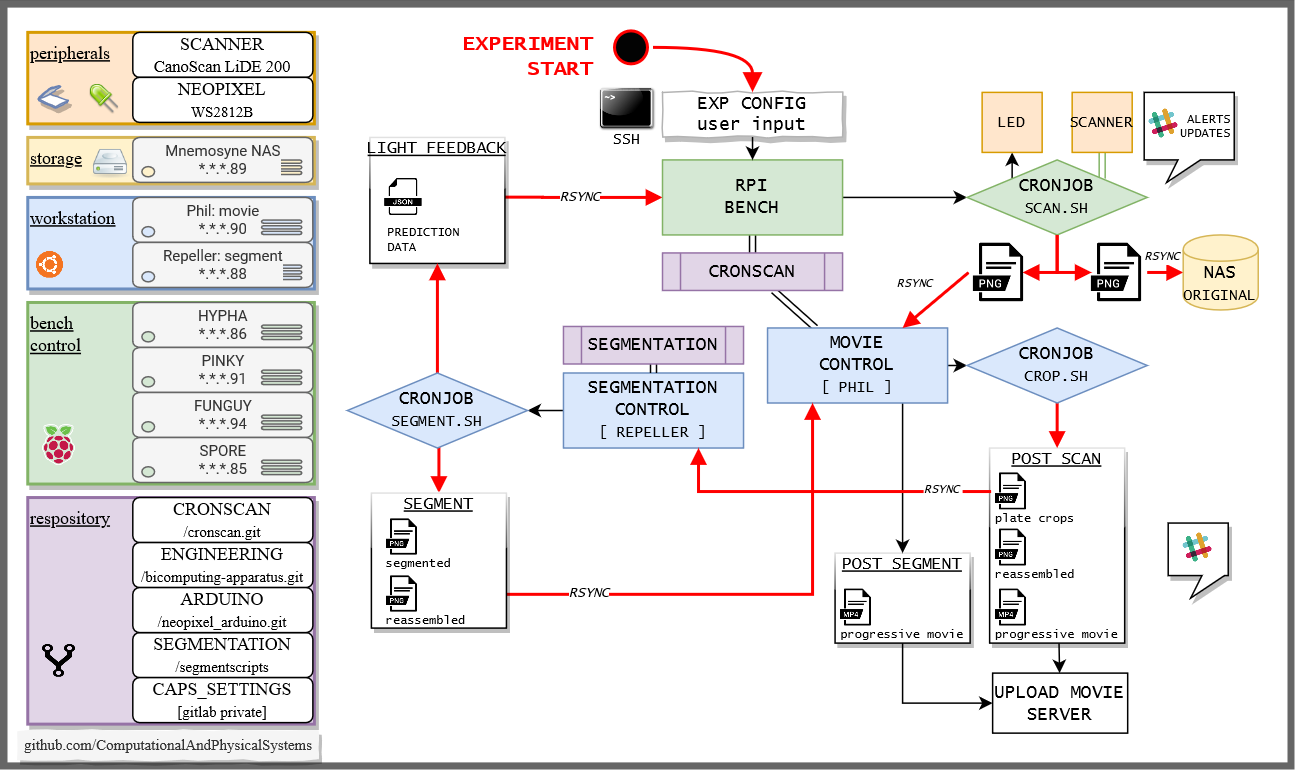 peripherals
SCANNER
CanoScan LiDE 200
NEOPIXEL
WS2812B
storage
Mnemosyne NAS
*.*.*.89
workstation
Phil: movie
*.*.*.90
Repeller: segment
*.*.*.88
bench
control
HYPHA
*.*.*.86
PINKY
*.*.*.91
FUNGUY
*.*.*.94
SPORE
*.*.*.85
respository
CRONSCAN
/cronscan.git
ENGINEERING
/bicomputing-apparatus.git
ARDUINO
/neopixel_arduino.git
SEGMENTATION
/segmentscripts
CAPS_SETTINGS
[gitlab private]
github.com/ComputationalAndPhysicalSystems
EXPERIMENT
START
~>
SSH
EXP CONFIG
user input
LIGHT FEEDBACK
JSON
PREDICTION
DATA
RSYNC
RPI
BENCH
LED
SCANNER
ALERTS
UPDATES
CRONJOB
SCAN.SH
CRONSCAN
RSYNC
PNG
PNG
RSYNC
NAS
ORIGINAL
SEGMENTATION
MOVIE
CONTROL
[ PHIL ]
CRONJOB
CROP.SH
CRONJOB
SEGMENT.SH
SEGMENTATION
CONTROL
[ REPELLER ]
POST SCAN
PNG
plate crops
PNG
reassembled
MP4
progressive movie
RSYNC
SEGMENT
PNG
segmented
PNG
reassembled
RSYNC
POST SEGMENT
MP4
progressive movie
UPLOAD MOVIE
SERVER